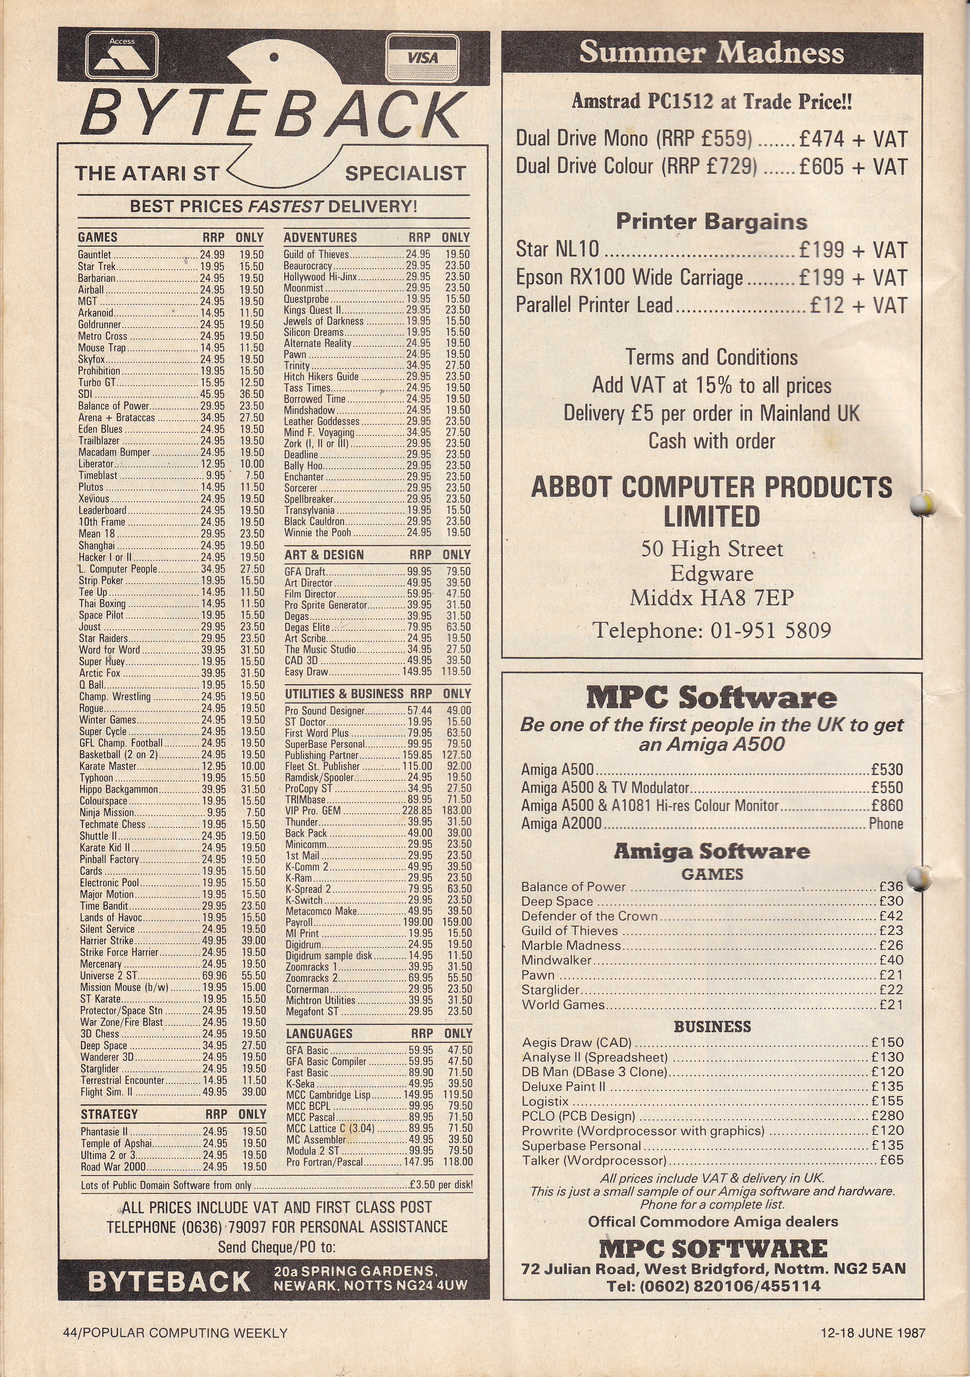 Access
VISA
BYTEBACK
THE ATARI ST SPECIALIST
BEST PRICES FASTEST DELIVERY!
GAMES RRP ONLY
Gauntlet 24.99 19.50
Star Trek 19.95 15.50
Barbarian 24.95 19.50
Airball 24.95 19.50
MGT 24.95 19.50
Arkanoid 14.95 11.50
Goldrunner 24.95 19.50
Metro Cross 24.95 19.50
Mouse Trap 14.95 11.50
Skyfox 24.95 19.50
Prohibition 19.95 15.50
Turbo GT 15.95 12.50
SDI 45.95 36.50
Balance of Power 29.95 23.50
Arena + Brataccas 34.95 27.50
Eden Blues 24.95 19.50
Trailblazer 24.95 19.50
Macadam Bumper 24.95 19.50
Liberator 12.95 10.00
Timeblast 9.95 7.50
Plutos 14.95 11.50
Xevious 24.95 19.50
Leaderboard 24.95 19.50
10th Frame 24.95 19.50
Mean 18 29.95 23.50
Shanghai 24.95 19.50
Hacker I or II 24.95 19.50
L. Computer People 34.95 27.50
Strip Poker 19.95 15.50
Tee Up 14.95 11.50
Thai Boxing 14.95 11.50
Space Pilot 19.95 15.50
Joust 29.95 23.50
Star Raiders 29.95 23.50
Word for Word 39.95 31.50
Super Huey 19.95 15.50
Arctic Fox 39.95 31.50
Q Ball 19.95 15.50
Champ. Wrestling 24.95 19.50
Rogue 24.95 19.50
Winter Games 24.95 19.50
Super Cycle 24.95 19.50
GFL Champ. Football 24.95 19.50
Basketball (2 on 2) 24.95 19.50
Karate Master 12.95 10.00
Typhoon 19.95 15.50
Hippo Backgammon 39.95 31.50
Colourspace 19.95 15.50
Ninja Mission 9.95 7.50
Techmate Chess 19.95 15.50
Shuttle II 24.95 19.50
Karate Kid II 24.95 19.50
Pinball Factory 24.95 19.50
Cards 19.95 15.50
Electronic Pool 19.95 15.50
Major Motion 19.95 15.50
Time Bandit 29.95 23.50
Lands of Havoc 19.95 15.50
Silent Service 24.95 19.50
Harrier Strike 49.95 39.00
Strike Force Harrier 24.95 19.50
Mercenary 24.95 19.50
Universe 2 ST 69.96 55.50
Mission Mouse (b/w) 19.95 15.00
ST Karate 19.95 15.50
Protector/Space Stn 24.95 19.50
War Zone/Fire Blast 24.95 19.50
3D Chess 24.95 19.50
Deep Space 34.95 27.50
Wanderer 3D 24.95 19.50
Starglider 24.95 19.50
Terrestrial Encounter 14.95 11.50
Flight Sim. II 49.95 39.00
STRATEGY RRP ONLY
Phantasie II 24.95 19.50
Temple of Apshai 24.95 19.50
Ultima 2 or 3 24.95 19.50
Road War 2000 24.95 19.50
ADVENTURES RRP ONLY
Guild of Thieves 24.95 19.50
Beaurocracy 29.95 23.50
Hollywood Hi-Jinx 29.95 23.50
Moonmist 29.95 23.50
Questprobe 19.95 15.50
Kings Quest II 29.95 23.50
Jewels of Darkness 19.95 15.50
Silicon Dreams 19.95 15.50
Alternate Reality 24.95 19.50
Pawn 24.95 19.50
Trinity 34.95 27.50
Hitch Hikers Guide 29.95 23.50
Tass Times 24.95 19.50
Borrowed Time 24.95 19.50
Mindshadow 24.95 19.50
Leather Goddesses 29.95 23.50
Mind F. Voyaging 34.95 27.50
Zork (I, II or III) 29.95 23.50
Deadline 29.95 23.50
Bally Hoo 29.95 23.50
Enchanter 29.95 23.50
Sorcerer 29.95 23.50
Spellbreaker 29.95 23.50
Transylvania 19.95 15.50
Black Cauldron 29.95 23.50
Winnie the Pooh 24.95 19.50
ART & DESIGN RRP ONLY
GFA Draft 99.95 79.50
Art Director 49.95 39.50
Film Director 59.95 47.50
Pro Sprite Generator 39.95 31.50
Degas 39.95 31.50
Degas Elite 79.95 63.50
Art Scribe 24.95 19.50
The Music Studio 34.95 27.50
CAD 3D 49.95 39.50
Easy Draw 149.95 119.50
UTILITIES & BUSINESS RRP ONLY
Pro Sound Designer 57.44 49.00
ST Doctor 19.95 15.50
First Word Plus 79.95 63.50
SuperBase Personal 99.95 79.50
Publishing Partner 159.85 127.50
Fleet St. Publisher 115.00 92.00
Ramdisk/Spooler 24.95 19.50
ProCopy ST 34.95 27.50
TRIMbase 89.95 71.50
VIP Pro. GEM 228.85 183.00
Thunder 39.95 31.50
Back Pack 49.00 39.00
Minicomm 29.95 23.50
1st Mail 29.95 23.50
K-Comm 2 49.95 39.50
K-Ram 29.95 23.50
K-Spread 2 79.95 63.50
K-Switch 29.95 23.50
Metacomco Make 49.95 39.50
Payroll 199.00 159.00
MI Print 19.95 15.50
Digidrum 24.95 19.50
Digidrum sample disk 14.95 11.50
Zoomracks 1 39.95 31.50
Zoomracks 2 69.95 55.50
Cornerman 29.95 23.50
Michtron Utilities 39.95 31.50
Megafont ST 29.95 23.50
LANGUAGES RRP ONLY
GFA Basic 59.95 47.50
GFA Basic Compiler 59.95 47.50
Fast Basic 89.90 71.50
K-Seka 49.95 39.50
MCC Cambridge Lisp 149.95 119.50
MCC BCPL 99.95 79.50
MCC Pascal 89.95 71.50
MCC Lattice C (3.04) 89.95 71.50
MC Assembler 49.95 39.50
Modula 2 ST 99.95 79.50
Pro Fortran/Pascal 147.95 118.00
Lots of Public Domain Software from only £3.50 per disk!
ALL PRICES INCLUDE VAT AND FIRST CLASS POST
TELEPHONE (0636) 79097 FOR PERSONAL ASSISTANCE
Send Cheque/PO to:
BYTEBACK
20a SPRING GARDENS,
NEWARK, NOTTS NG24 4UW
Summer Madness
Amstrad PC1512 at Trade Price!!
Dual Drive Mono (RRP £559) £474 + VAT
Dual Drive Colour (RRP £729) £605 + VAT
Printer Bargains
Star NL10 £199 + VAT
Epson RX100 Wide Carriage £199 + VAT
Parallel Printer Lead £12 + VAT
Terms and Conditions
Add VAT at 15% to all prices
Delivery £5 per order in Mainland UK
Cash with order
ABBOT COMPUTER PRODUCTS
LIMITED
50 High Street
Edgware
Middx HA8 7EP
Telephone: 01-951 5809
MPC Software
Be one of the first people in the UK to get
an Amiga A500
Amiga A500 £530
Amiga A500 & TV Modulator £550
Amiga A500 & A1081 Hi-res Colour Monitor £860
Amiga A2000 Phone
Amiga Software
GAMES
Balance of Power £36
Deep Space £30
Defender of the Crown £42
Guild of Thieves £23
Marble Madness £26
Mindwalker £40
Pawn £21
Starglider £22
World Games £21
BUSINESS
Aegis Draw (CAD) £150
Analyse II (Spreadsheet) £130
DB Man (DBase 3 Clone) £120
Deluxe Paint II £135
Logistix £155
PCLO (PCB Design) £280
Prowrite (Wordprocessor with graphics) £120
Superbase Personal £135
Talker (Wordprocessor) £65
All prices include VAT & delivery in UK.
This is just a small sample of our Amiga software and hardware.
Phone for a complete list.
Offical Commodore Amiga dealers
MPC SOFTWARE
72 Julian Road, West Bridgford, Nottm. NG2 5AN
Tel: (0602) 820106/455114
44/POPULAR COMPUTING WEEKLY
12-18 JUNE 1987